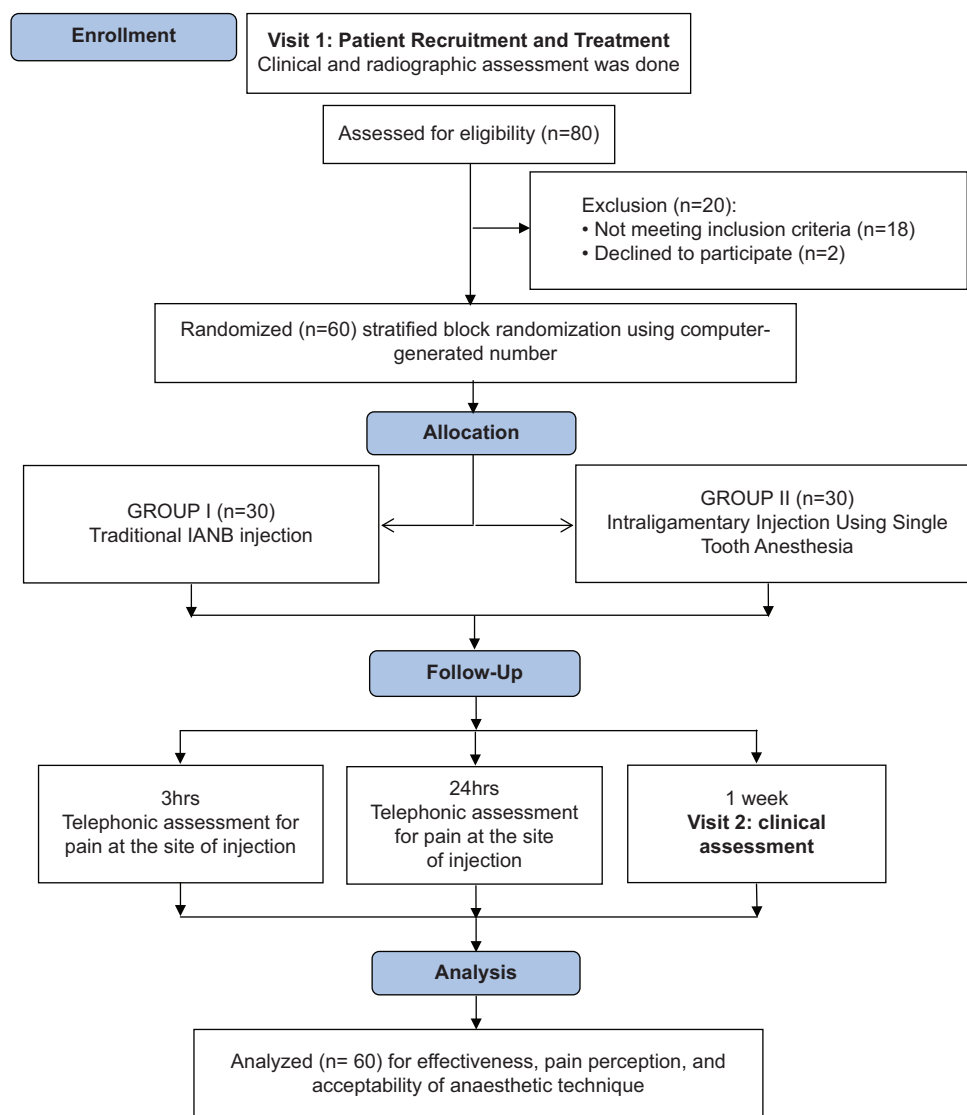 Enrollment
Visit 1: Patient Recruitment and Treatment
Clinical and radiographic assessment was done
Assessed for eligibility (n=80)
Exclusion (n=20):
• Not meeting inclusion criteria (n=18)
• Declined to participate (n=2)
Randomized (n=60) stratified block randomization using computer-
generated number
Allocation
GROUP I (n=30)
Traditional IANB injection
GROUP II (n=30)
Intraligamentary Injection Using Single
Tooth Anesthesia
Follow-Up
3hrs
Telephonic assessment for
pain at the site of injection
24hrs
Telephonic assessment
for pain at the site
of injection
1 week
Visit 2: clinical
assessment
Analysis
Analyzed (n= 60) for effectiveness, pain perception, and
acceptability of anaesthetic technique